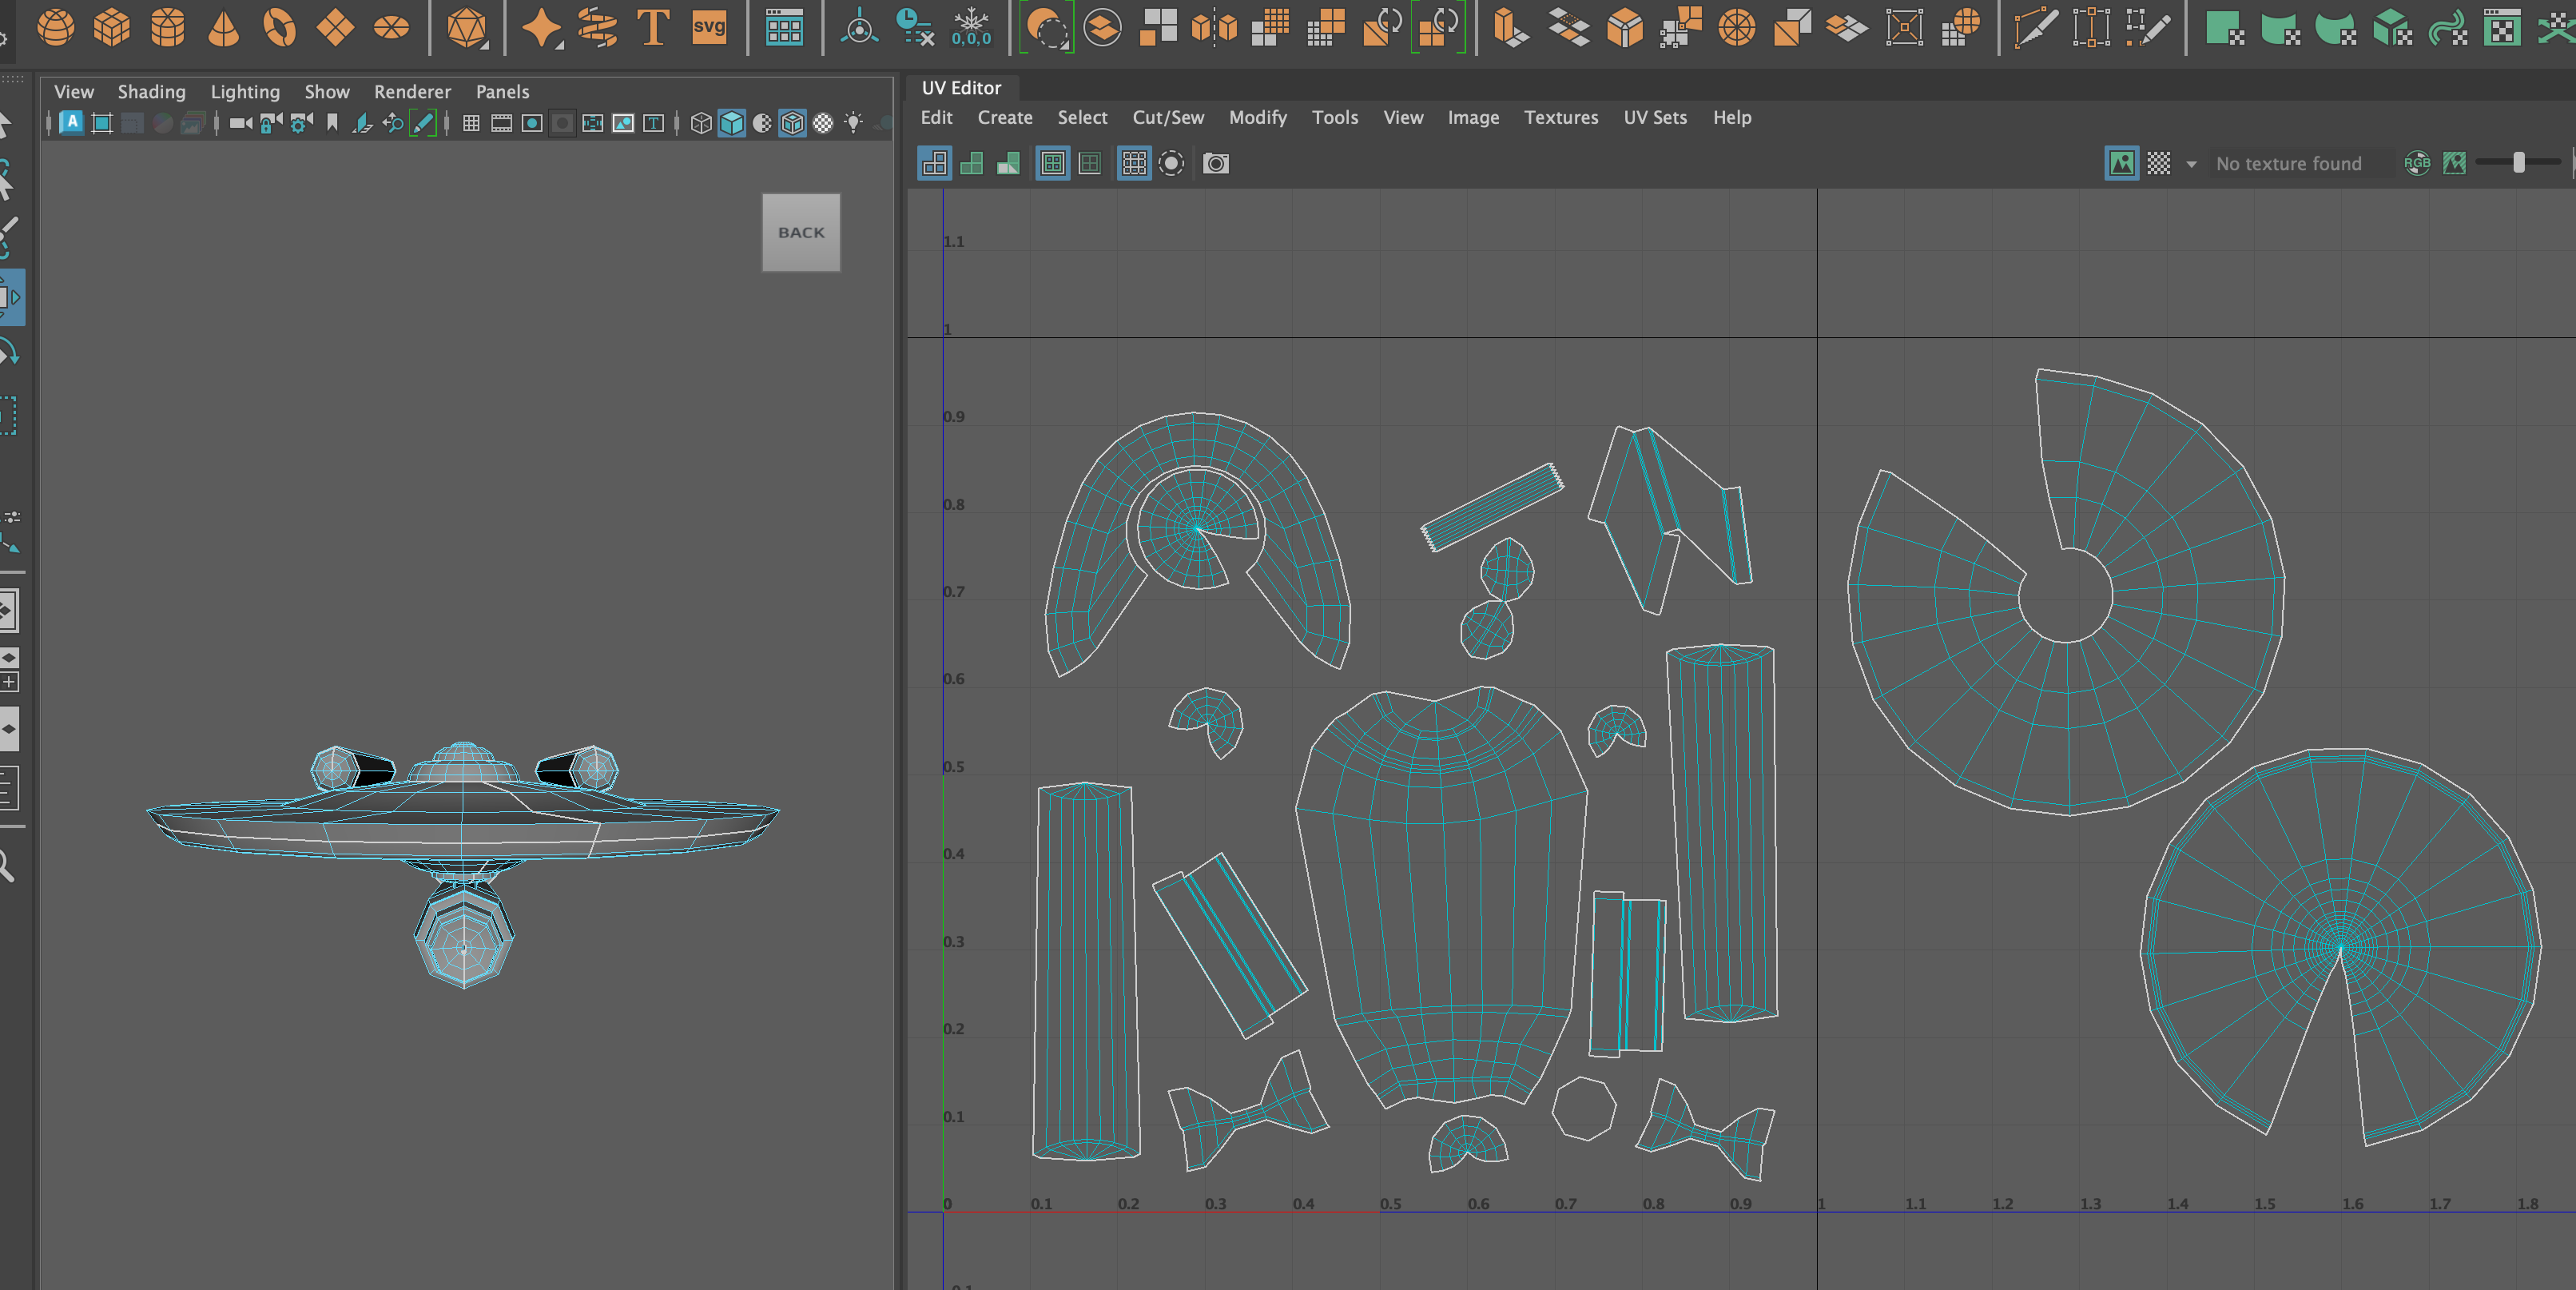 svg
0,0,0
View Shading Lighting Show Renderer Panels
A
T
BACK
UV Editor
Edit Create Select Cut/Sew Modify Tools View Image Textures UV Sets Help
No texture found
RGB
1.1
1
0.9
0.8
0.7
0.6
0.5
0.4
0.3
0.2
0.1
0 0.1 0.2 0.3 0.4 0.5 0.6 0.7 0.8 0.9 1 1.1 1.2 1.3 1.4 1.5 1.6 1.7 1.8